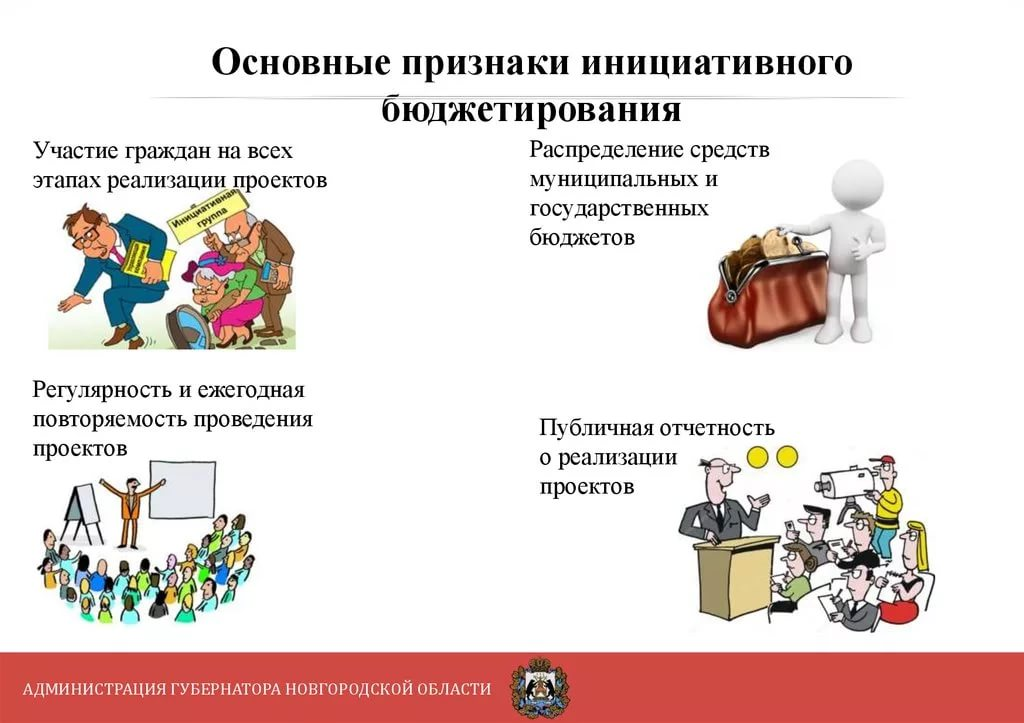 Основные признаки инициативного
бюджетирования
Участие граждан на всех
этапах реализации проектов
Инициативная
группа
Распределение средств
муниципальных и
государственных
бюджетов
Регулярность и ежегодная
повторяемость проведения
проектов
Публичная отчетность
о реализации
проектов
АДМИНИСТРАЦИЯ ГУБЕРНАТОРА НОВГОРОДСКОЙ ОБЛАСТИ